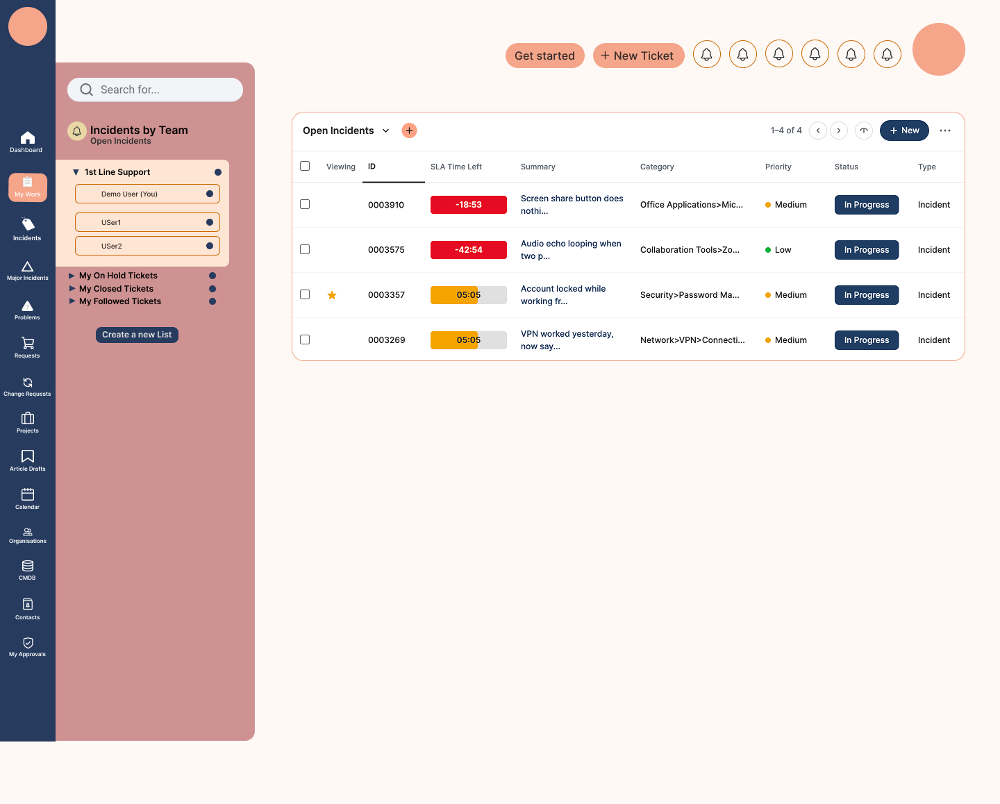 Get started
+ New Ticket
Search for...
Incidents by Team
Open Incidents
1st Line Support
Demo User (You)
USer1
USer2
My On Hold Tickets
My Closed Tickets
My Followed Tickets
Create a new List
Dashboard
My Work
Incidents
Major Incidents
Problems
Requests
Change Requests
Projects
Article Drafts
Calendar
Organisations
CMDB
Contacts
My Approvals
Open Incidents
1–4 of 4
+ New
Viewing ID SLA Time Left Summary Category Priority Status Type
0003910 -18:53 Screen share button does nothi... Office Applications>Mic... Medium In Progress Incident
0003575 -42:54 Audio echo looping when two p... Collaboration Tools>Zo... Low In Progress Incident
0003357 05:05 Account locked while working fr... Security>Password Ma... Medium In Progress Incident
0003269 05:05 VPN worked yesterday, now say... Network>VPN>Connecti... Medium In Progress Incident